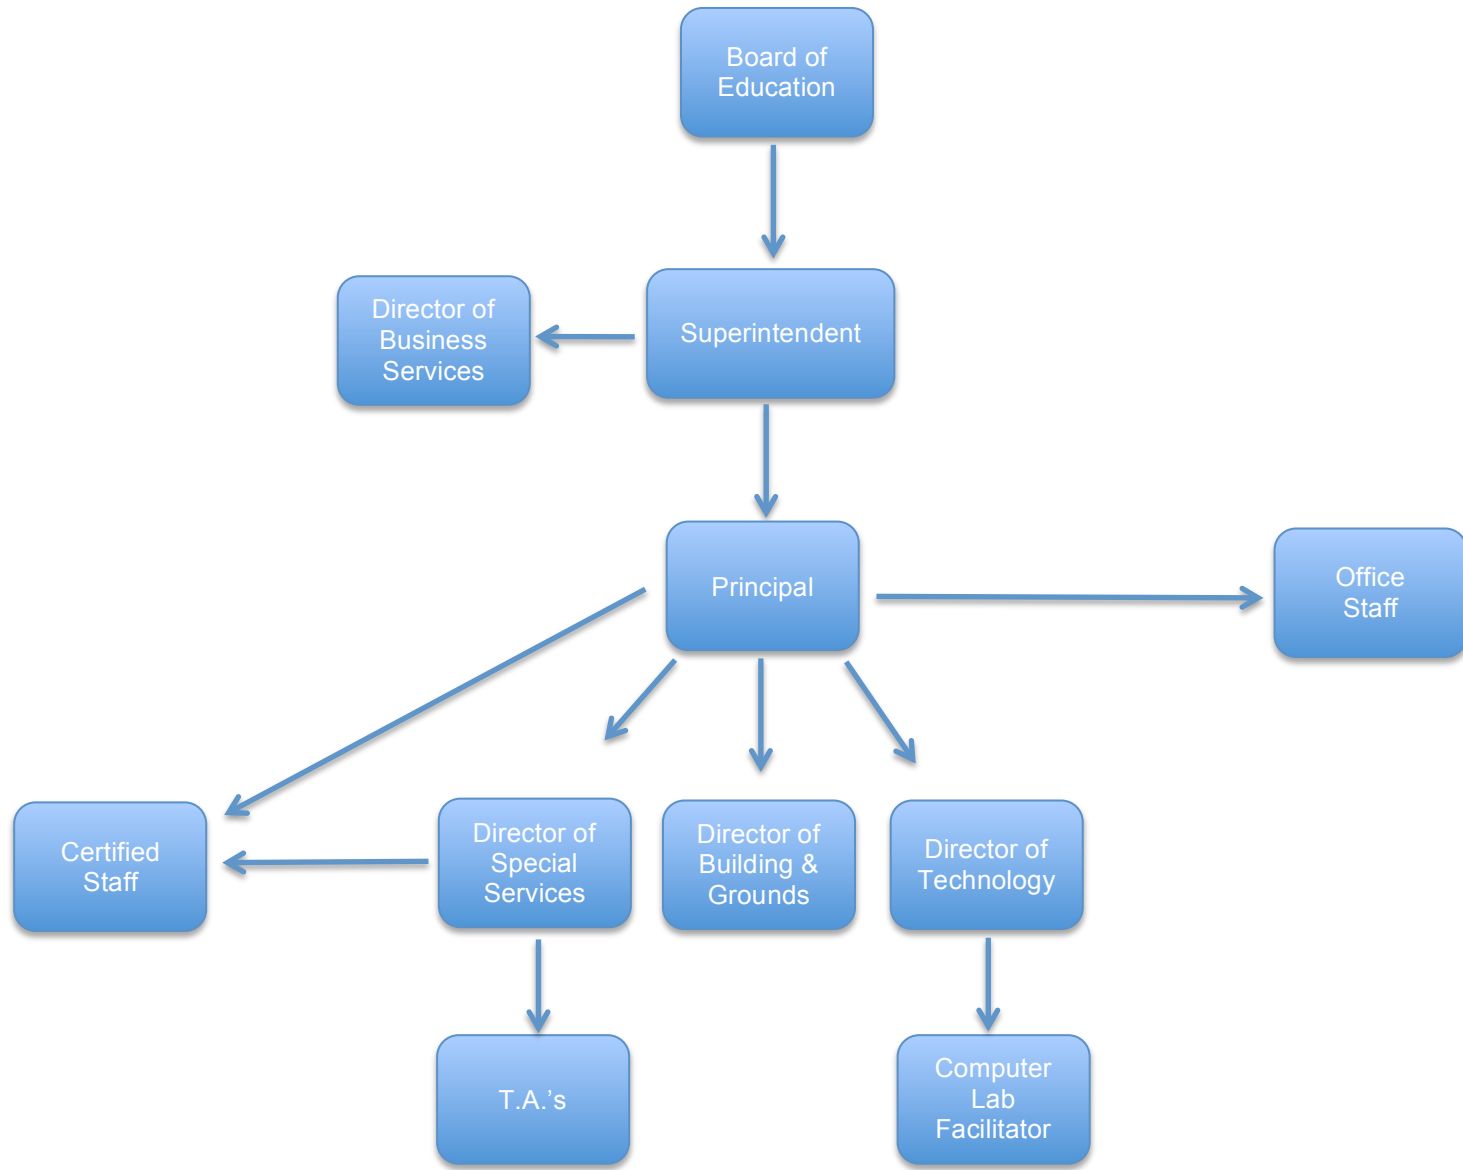 Board of
Education
Director of
Business
Services
Superintendent
Principal
Office
Staff
Certified
Staff
Director of
Special
Services
Director of
Building &
Grounds
Director of
Technology
T.A.'s
Computer
Lab
Facilitator